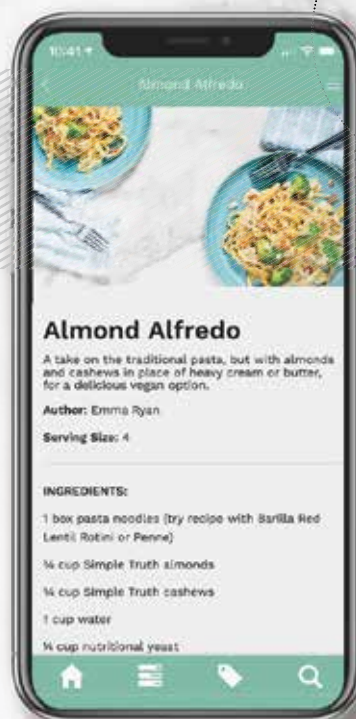 10:41
Almond Alfredo
Almond Alfredo
A take on the traditional pasta, but with almonds
and cashews in place of heavy cream or butter,
for a delicious vegan option.
Author: Emma Ryan
Serving Size: 4
INGREDIENTS:
1 box pasta noodles (try recipe with Barilla Red
Lentil Rotini or Penne)
¼ cup Simple Truth almonds
¼ cup Simple Truth cashews
1 cup water
¼ cup nutritional yeast